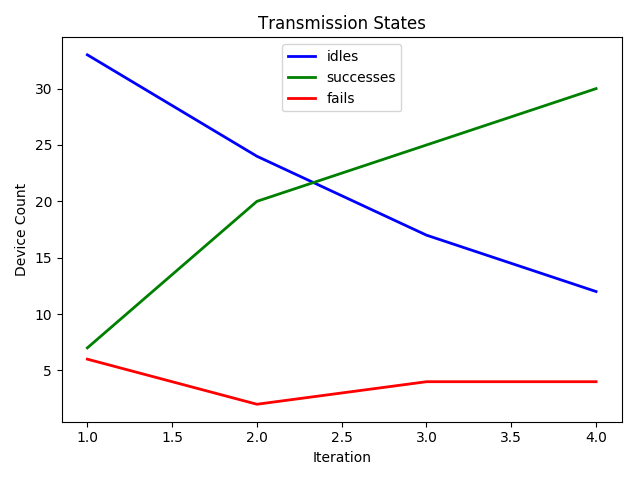 Transmission States
idles
successes
fails
Device Count
30
25
20
15
10
5
1.0 1.5 2.0 2.5 3.0 3.5 4.0
Iteration